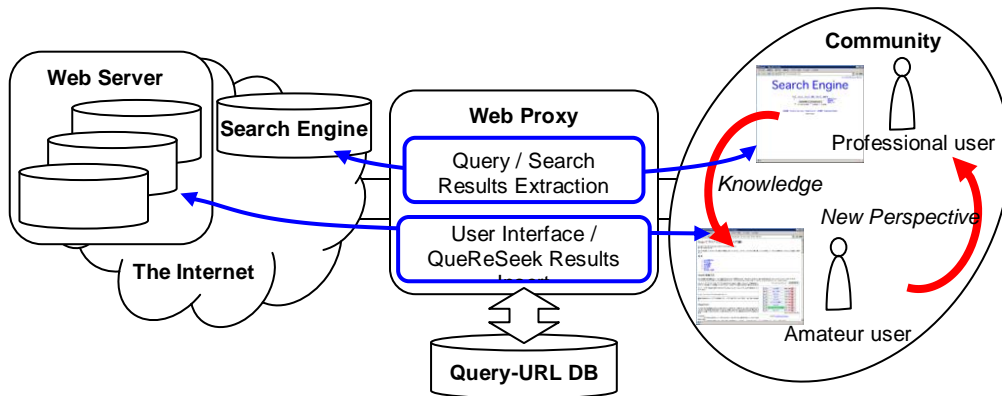 Web Server
Search Engine
The Internet
Web Proxy
Query / Search
Results Extraction
User Interface /
QueReSeek Results
Query-URL DB
Community
Search Engine
Professional user
Knowledge
New Perspective
Amateur user